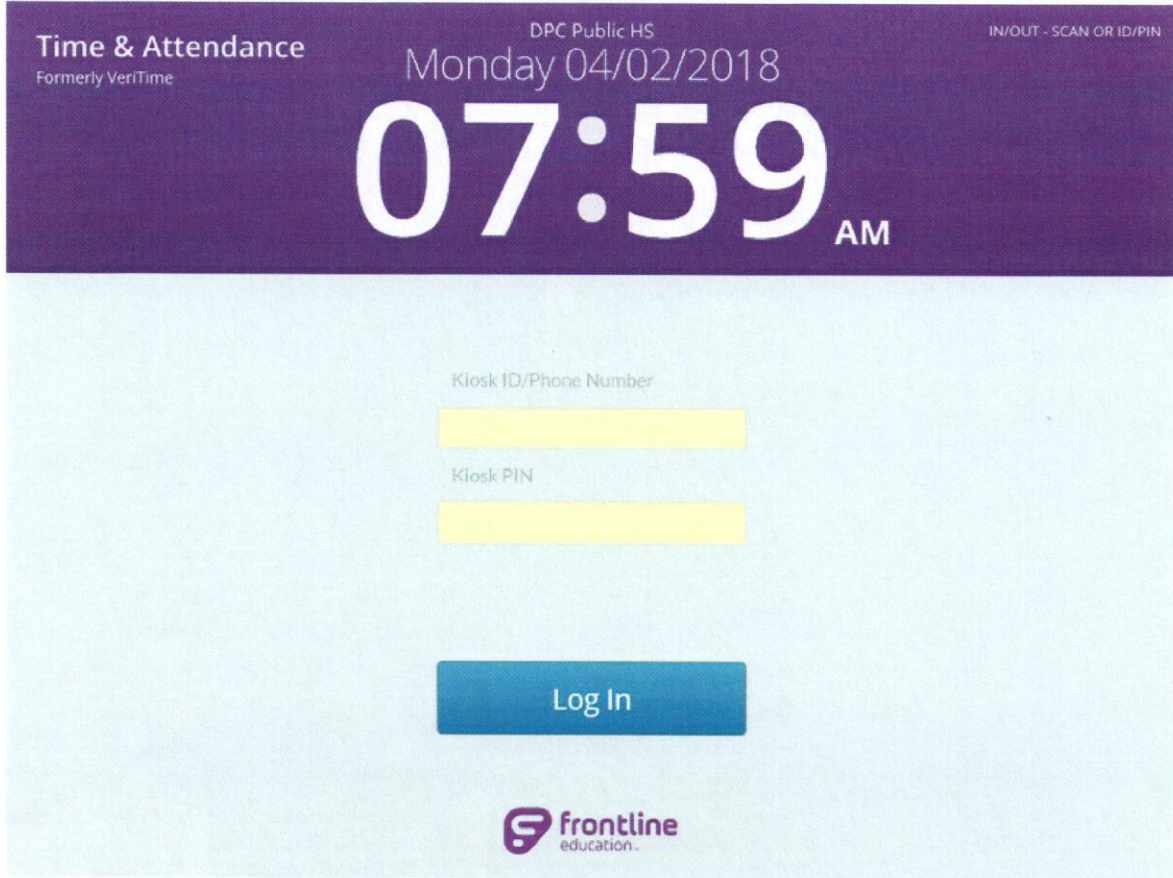 Time & Attendance
Formerly VeriTime
DPC Public HS
Monday 04/02/2018
07:59 AM
IN/OUT - SCAN OR ID/PIN
Kiosk ID/Phone Number
Kiosk PIN
Log In
frontline
education™